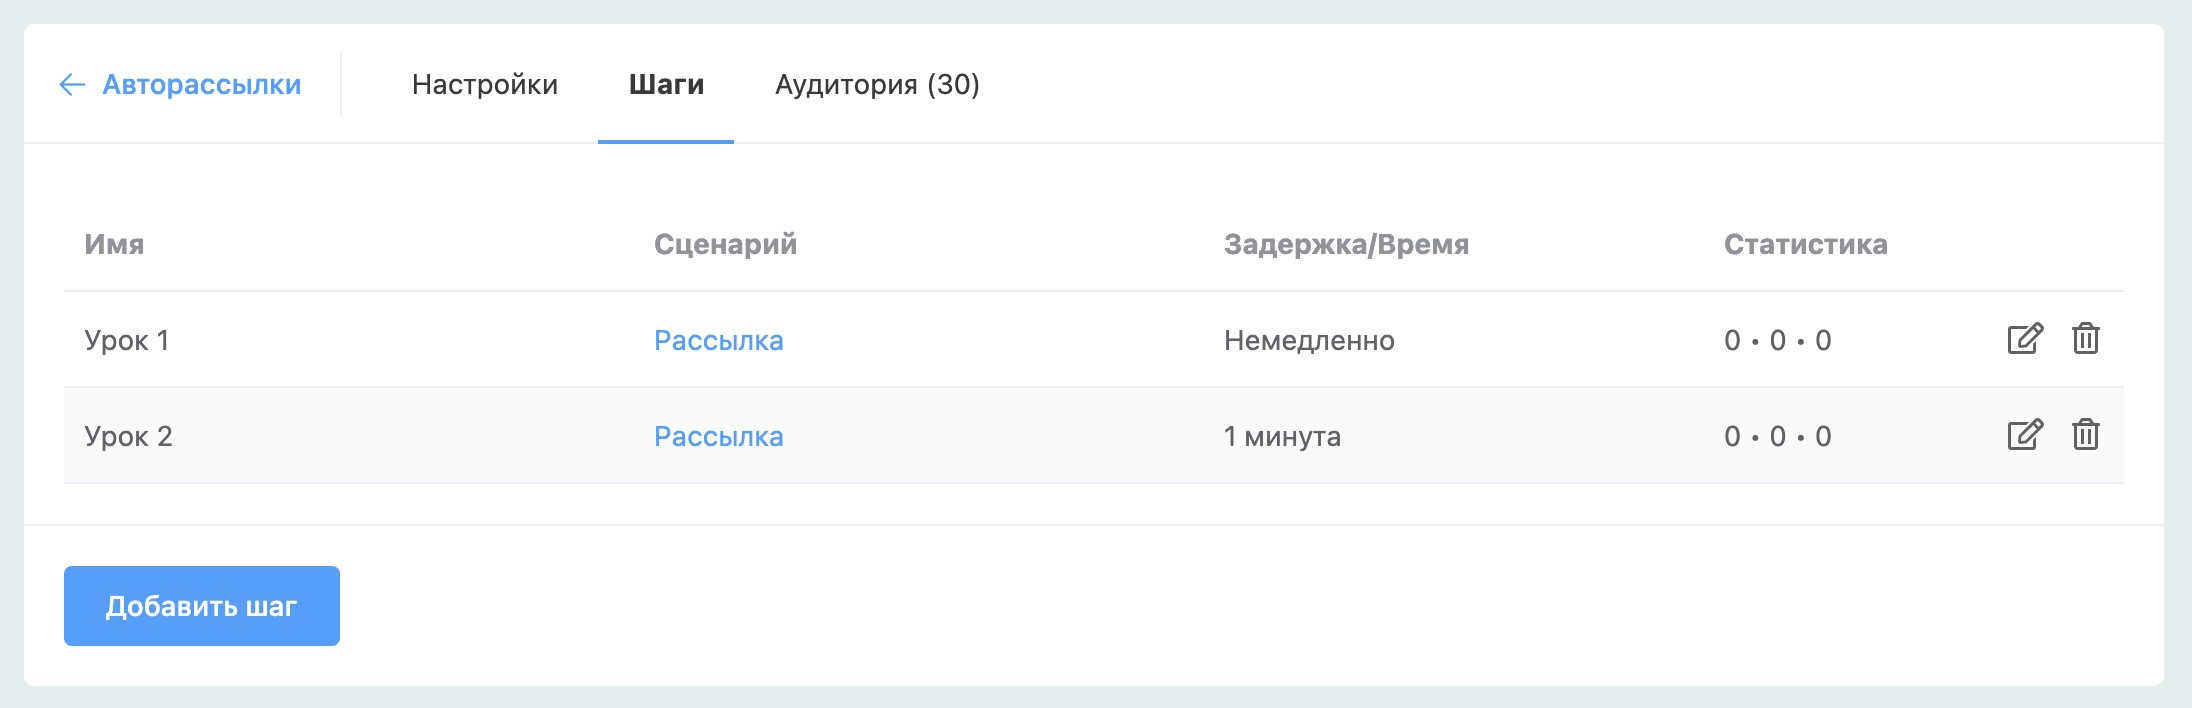 ← Авторассылки Настройки Шаги Аудитория (30)
Имя Сценарий Задержка/Время Статистика
Урок 1 Рассылка Немедленно 0 • 0 • 0
Урок 2 Рассылка 1 минута 0 • 0 • 0
Добавить шаг